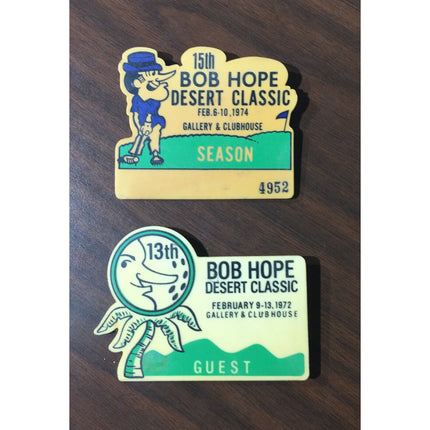 15th
BOB HOPE
DESERT CLASSIC
FEB. 6-10, 1974
GALLERY & CLUBHOUSE
SEASON
4952
13th
BOB HOPE
DESERT CLASSIC
FEBRUARY 9-13, 1972
GALLERY & CLUBHOUSE
GUEST